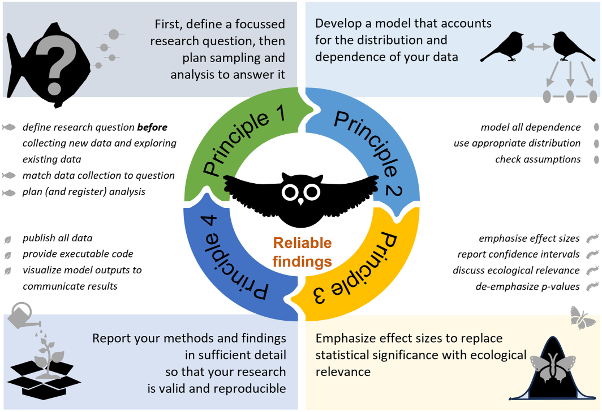 First, define a focussed
research question, then
plan sampling and
analysis to answer it
?
Develop a model that accounts
for the distribution and
dependence of your data
define research question before
collecting new data and exploring
existing data
match data collection to question
plan (and register) analysis
Principle 1
Principle 2
model all dependence
use appropriate distribution
check assumptions
Reliable
findings
publish all data
provide executable code
visualize model outputs to
communicate results
Principle 4
Principle 3
emphasise effect sizes
report confidence intervals
discuss ecological relevance
de-emphasize p-values
Report your methods and findings
in sufficient detail
so that your research
is valid and reproducible
Emphasize effect sizes to replace
statistical significance with ecological
relevance